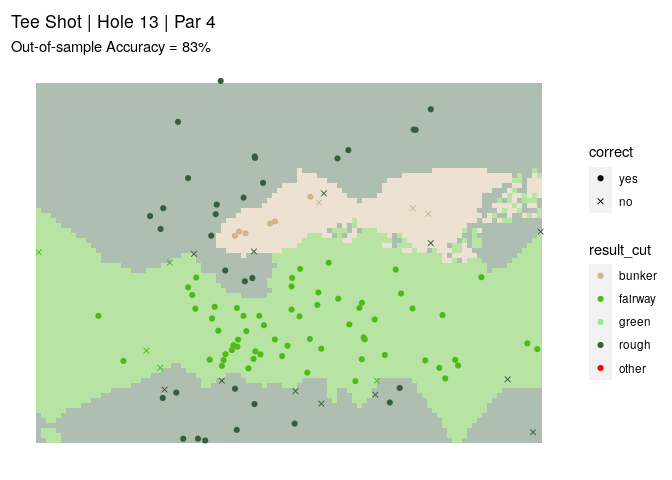 Tee Shot | Hole 13 | Par 4
Out-of-sample Accuracy = 83%
correct
yes
no
result_cut
bunker
fairway
green
rough
other